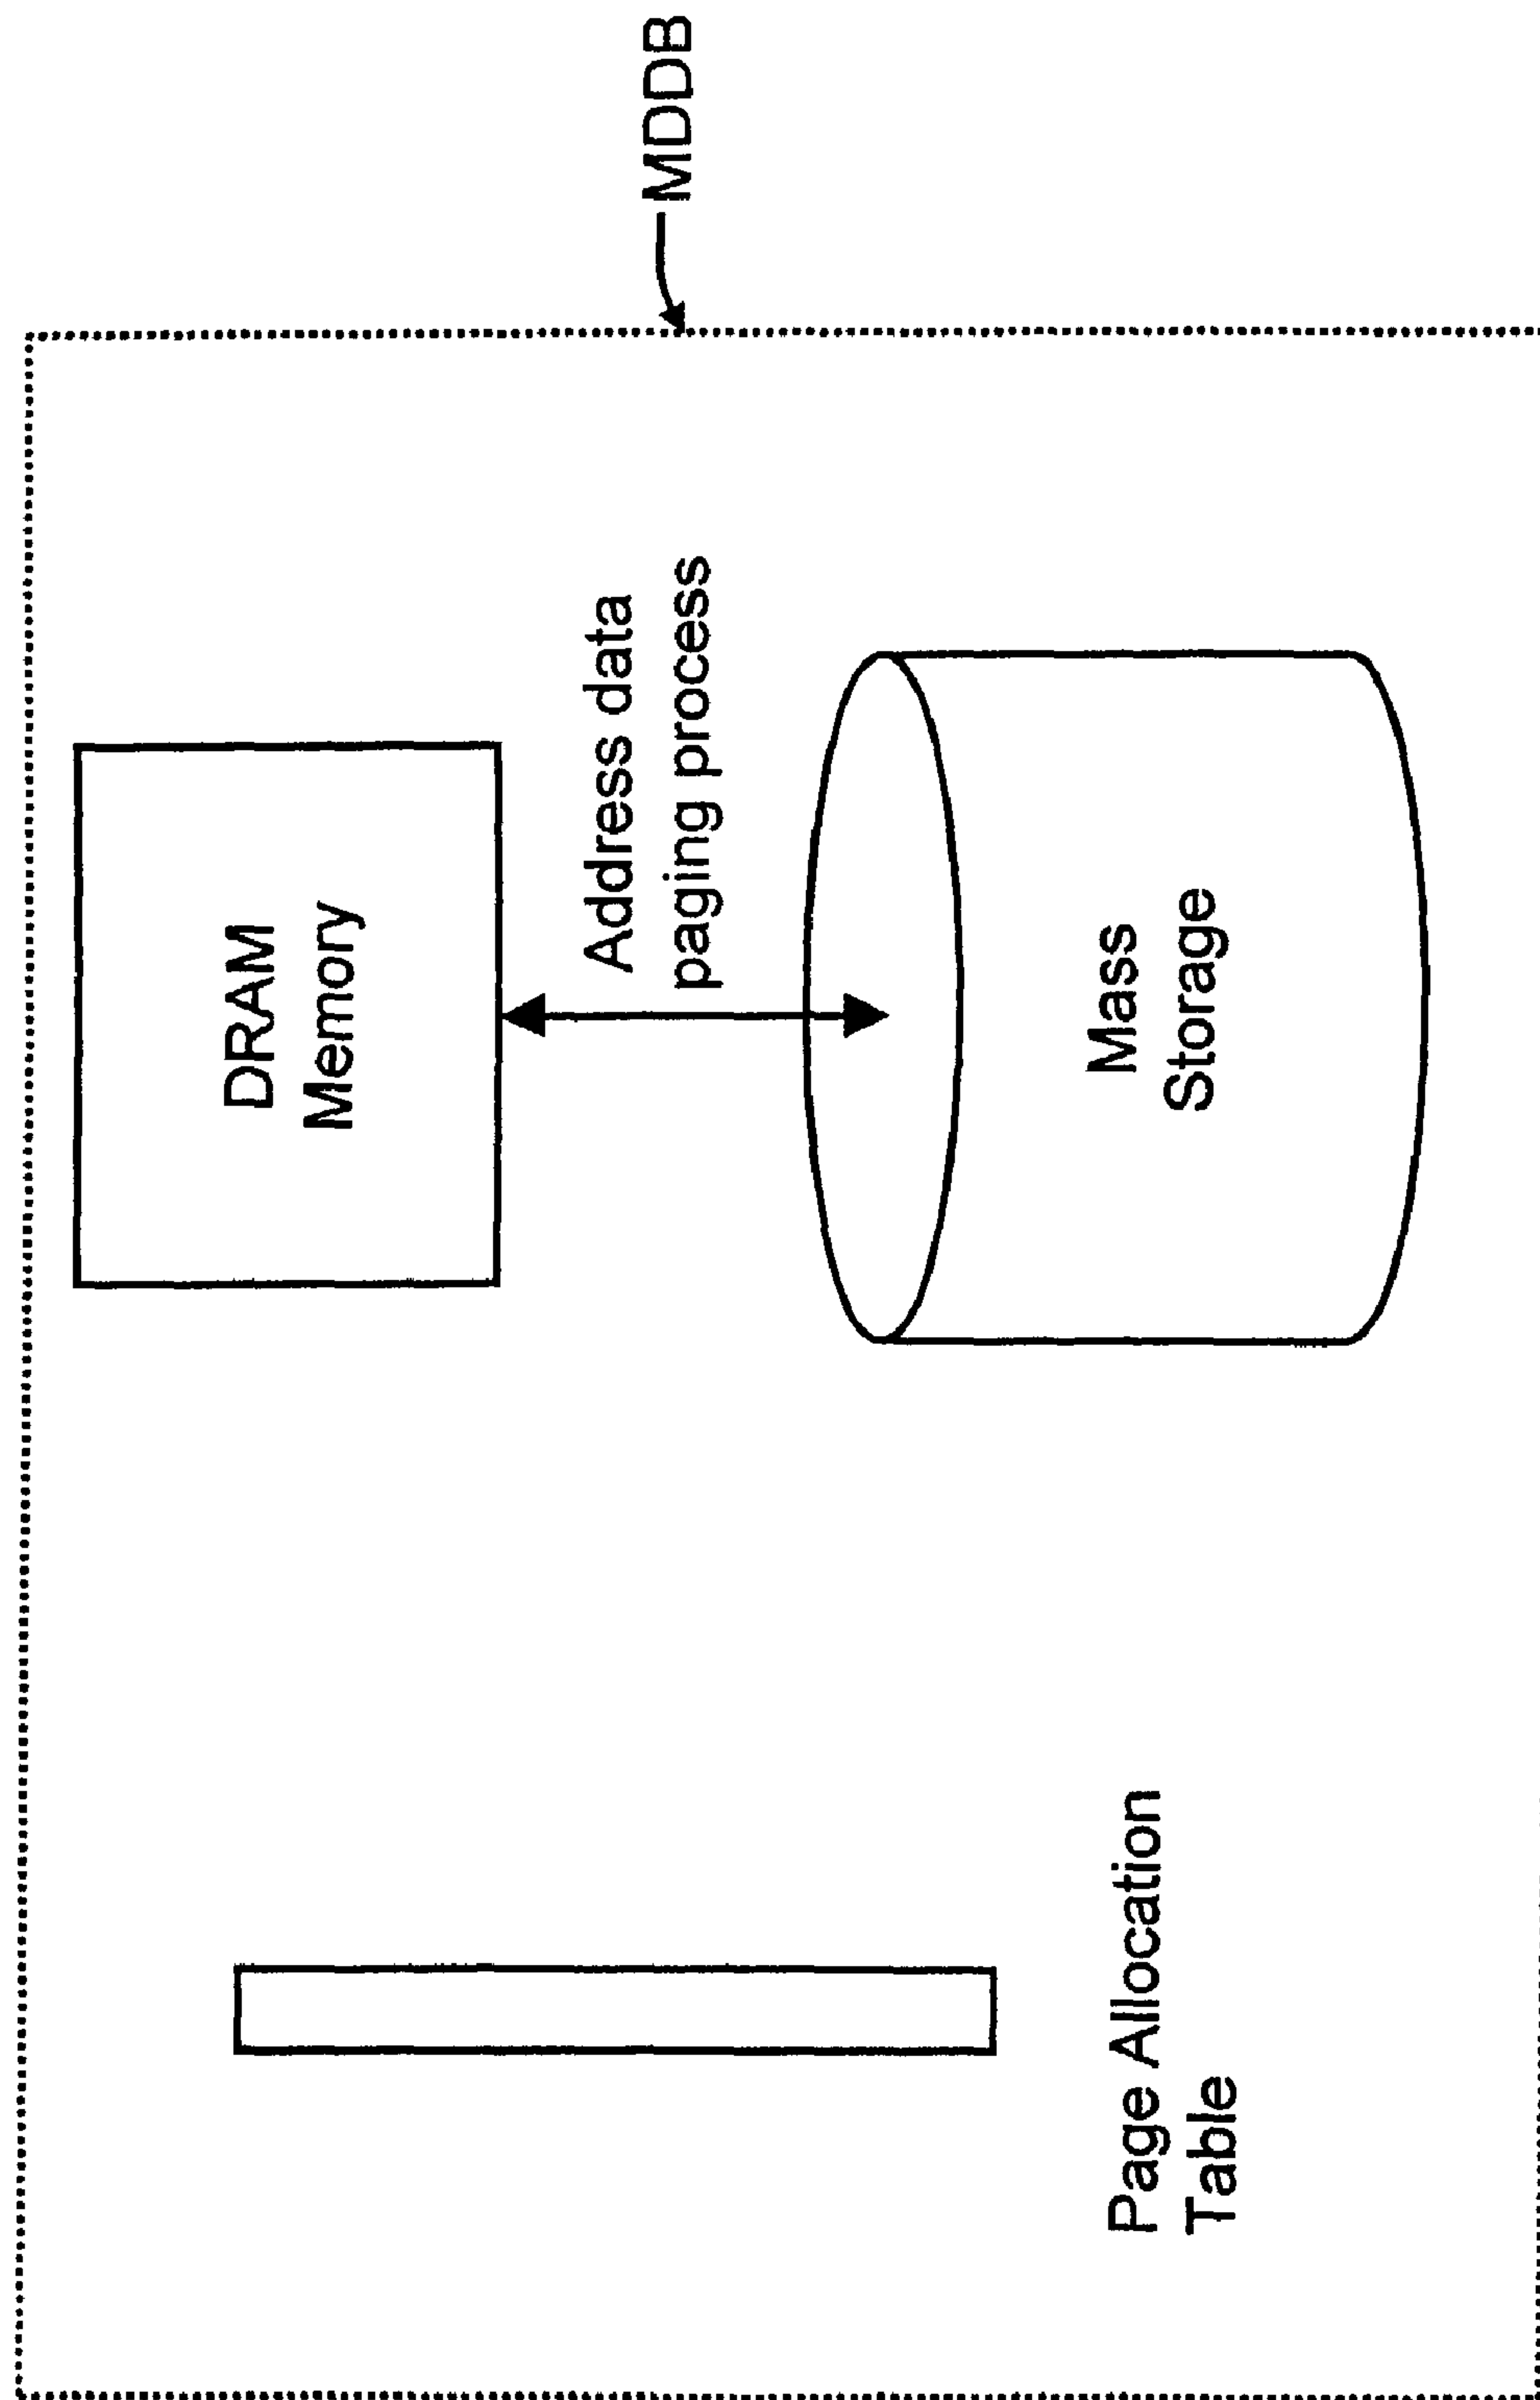 MDDB
DRAM
Memory
Address data
paging process
Mass
Storage
Page Allocation
Table